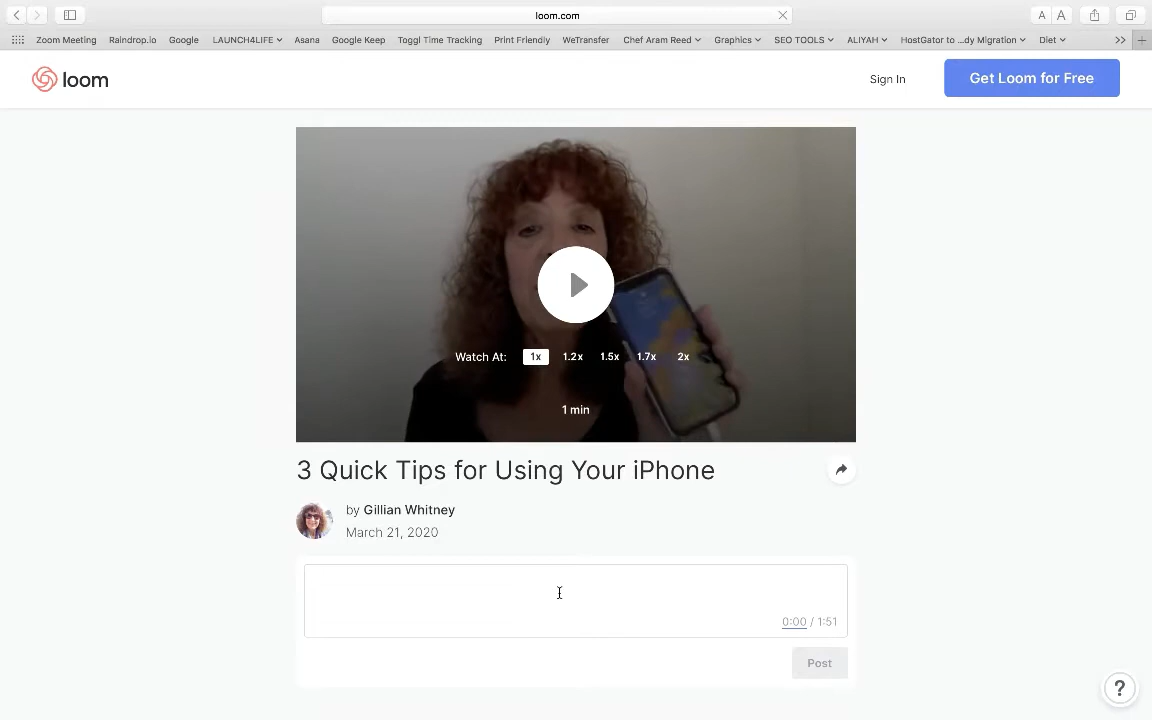 loom.com
A A
Zoom Meeting Raindrop.io Google LAUNCH4LIFE Asana Google Keep Toggl Time Tracking Print Friendly WeTransfer Chef Aram Reed Graphics SEO TOOLS ALIYAH HostGator to ...dy Migration Diet >> +
loom Sign In Get Loom for Free
Watch At: 1x 1.2x 1.5x 1.7x 2x
1 min
3 Quick Tips for Using Your iPhone
by Gillian Whitney
March 21, 2020
0:00 / 1:51
Post
?